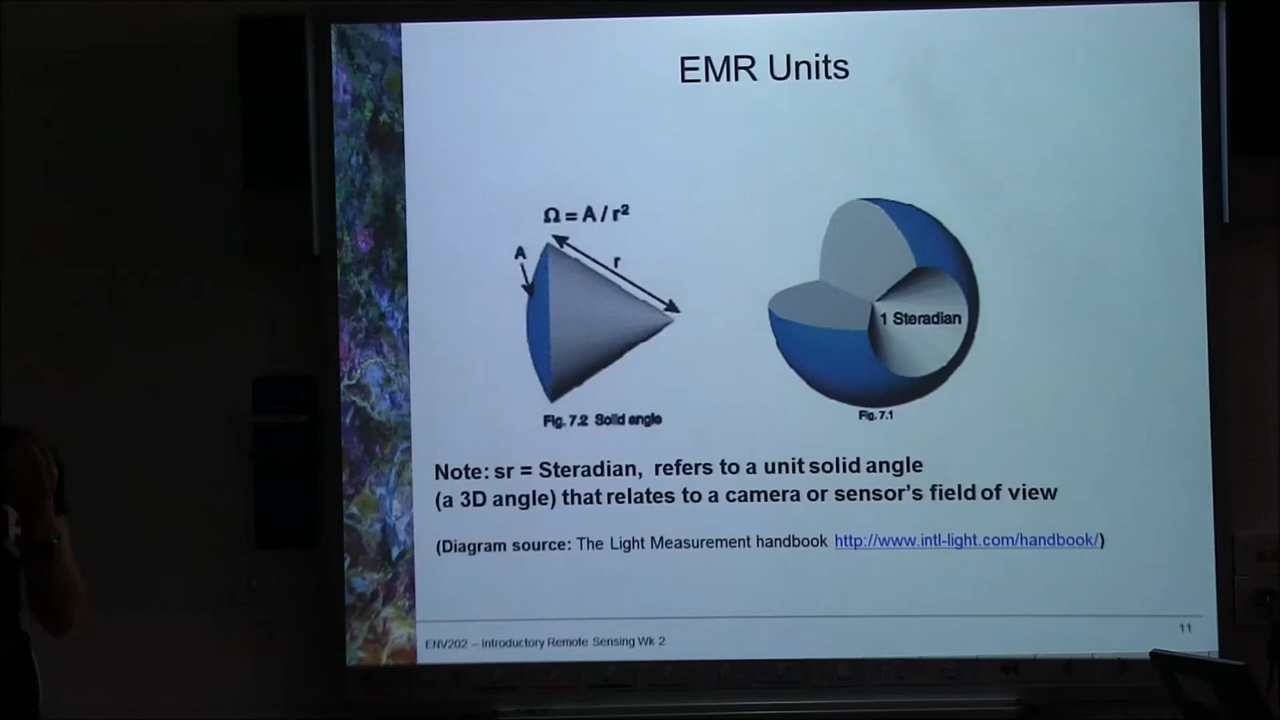 EMR Units
Ω = A / r²
A
r
1 Steradian
Fig. 7.2 Solid angle
Fig. 7.1
Note: sr = Steradian, refers to a unit solid angle
(a 3D angle) that relates to a camera or sensor's field of view
(Diagram source: The Light Measurement handbook http://www.intl-light.com/handbook/)
11
ENV202 – Introductory Remote Sensing Wk 2